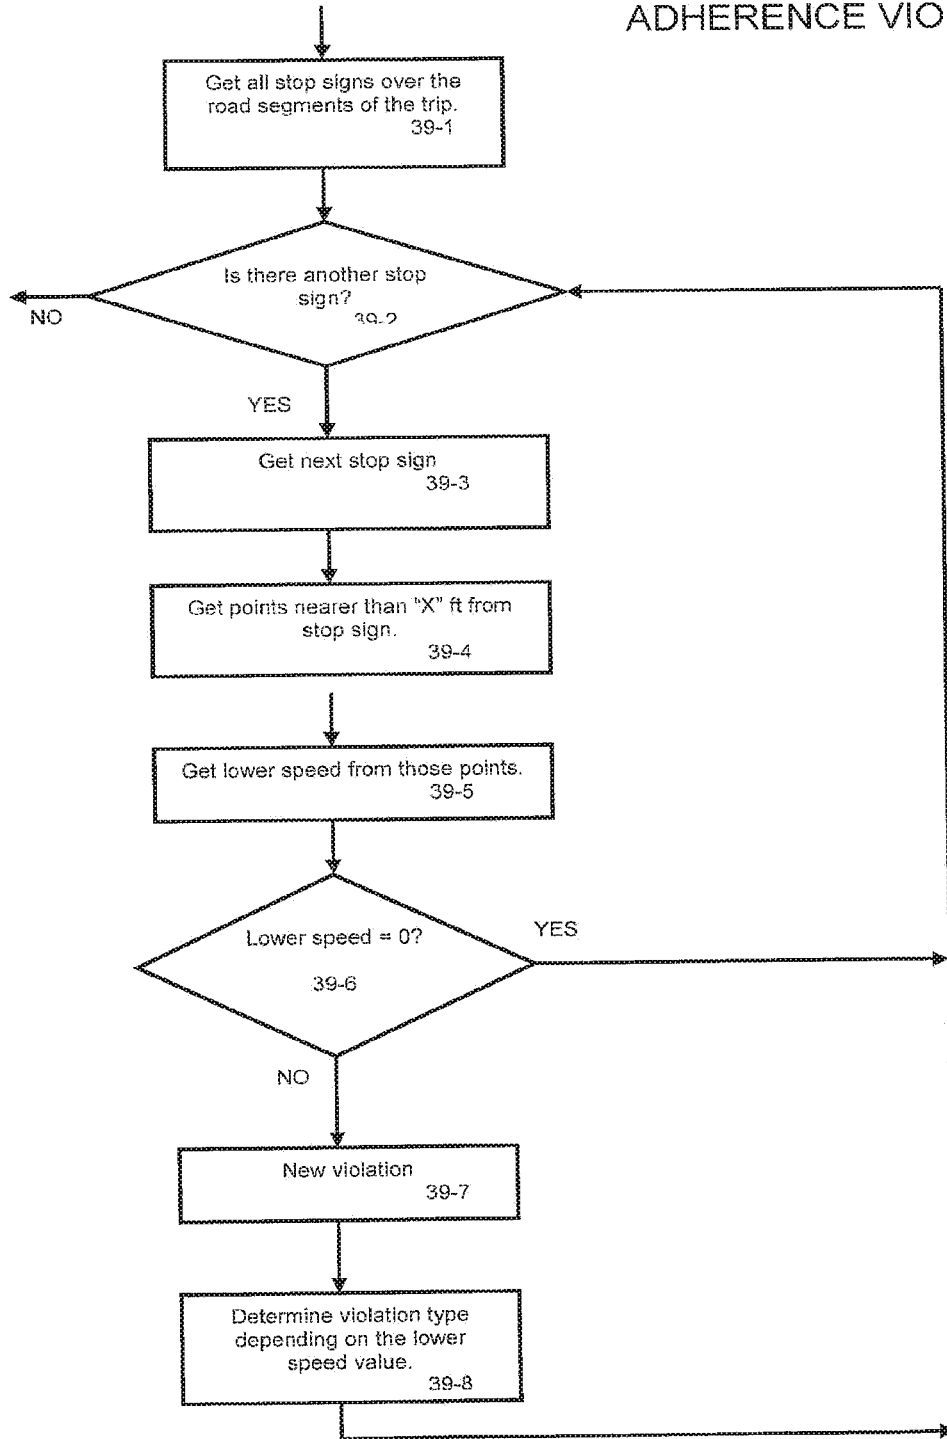 ADHERENCE VIO
Get all stop signs over the
road segments of the trip.
39-1
Is there another stop
sign?
39-2
NO
YES
Get next stop sign
39-3
Get points nearer than "X" ft from
stop sign.
39-4
Get lower speed from those points.
39-5
Lower speed = 0?
YES
39-6
NO
New violation
39-7
Determine violation type
depending on the lower
speed value.
39-8